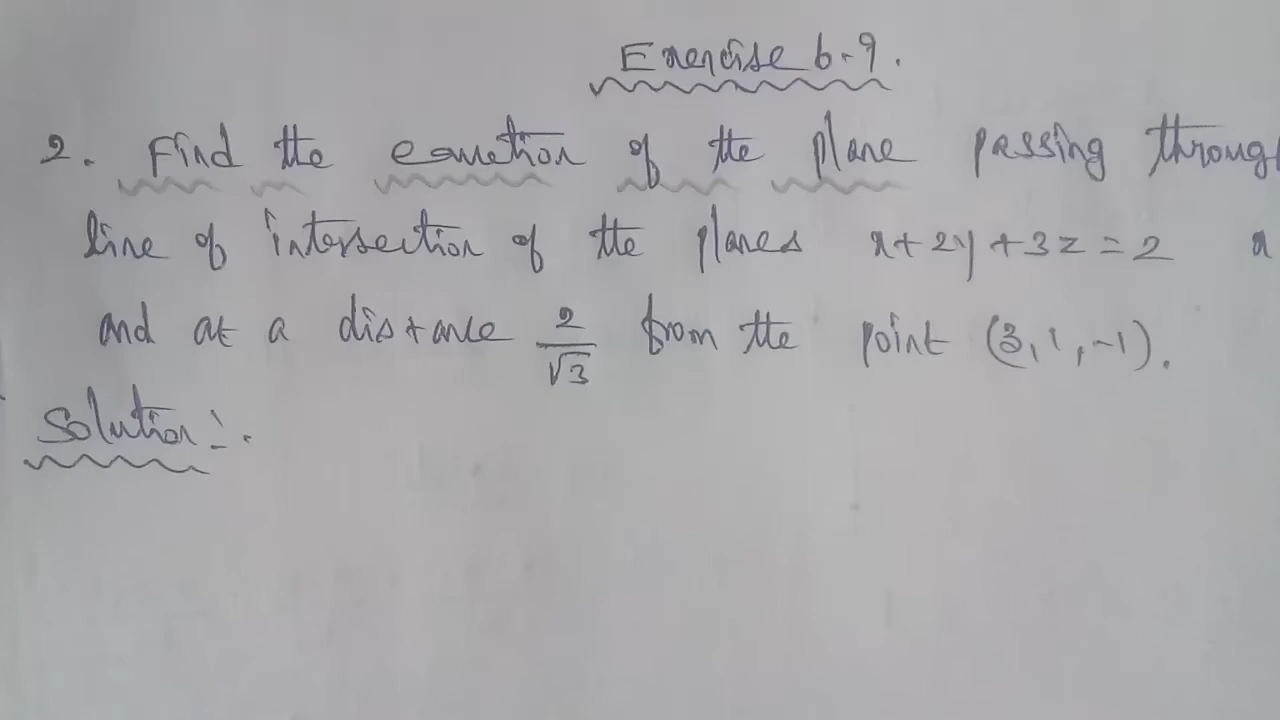 Exercise 6.9.
2. Find the equation of the plane passing throug
line of intersection of the planes x+2y+3z=2 x
and at a distance 2/√3 from the point (3,1,-1).
Solution:-